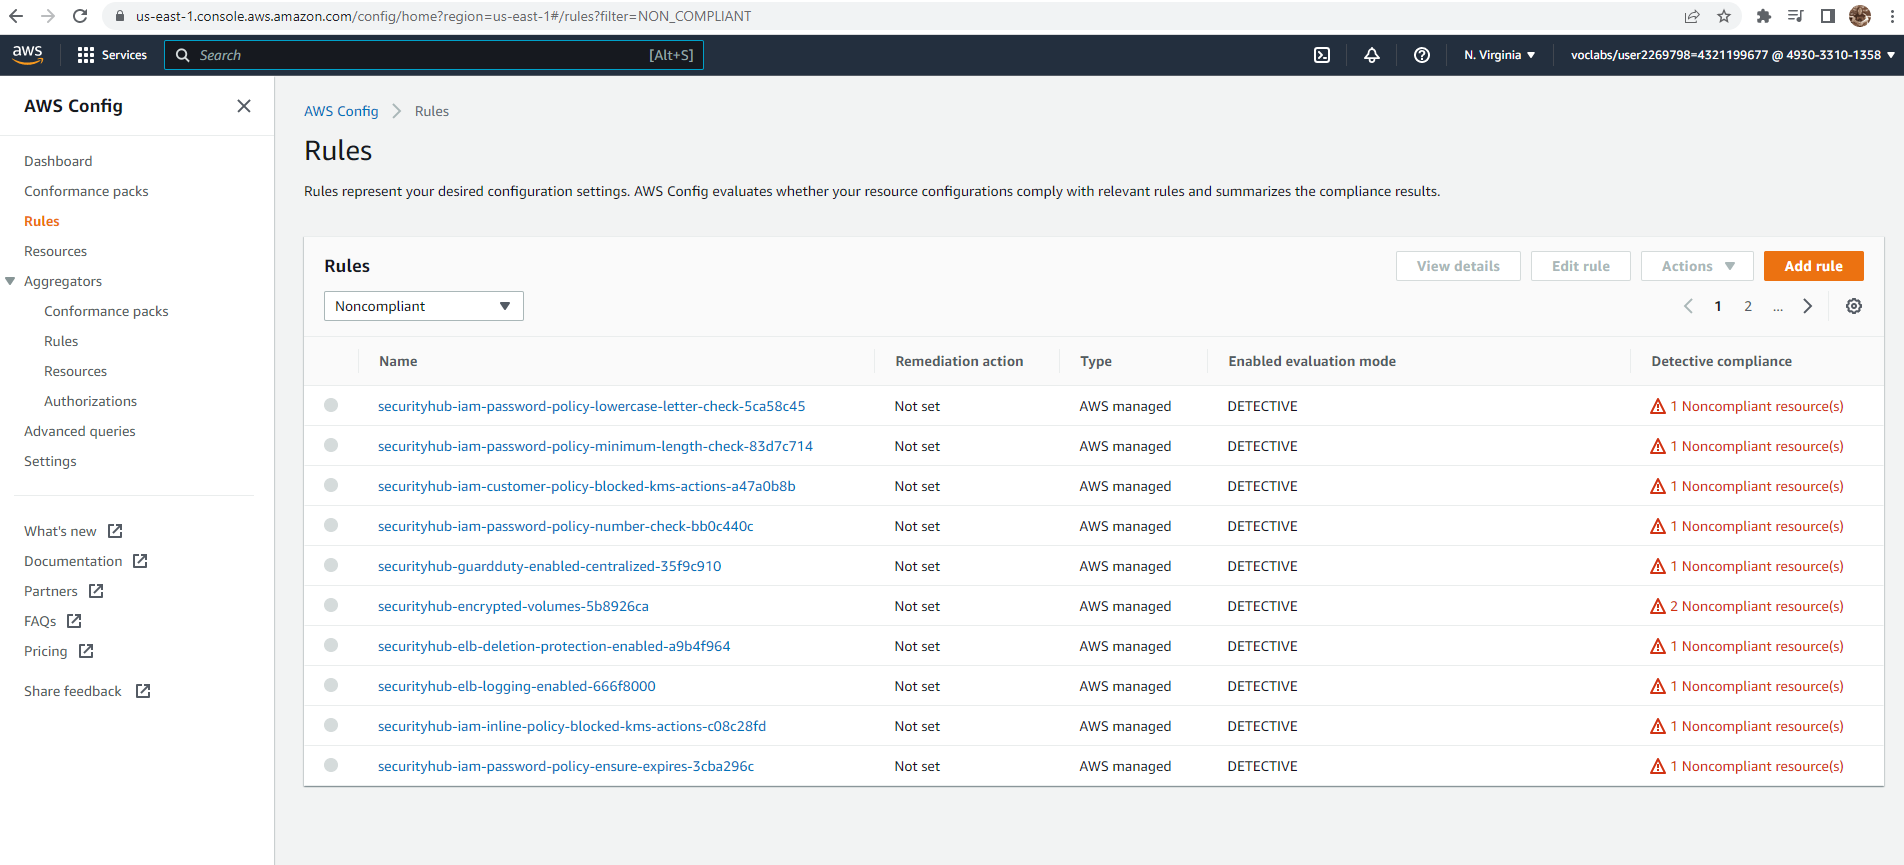 us-east-1.console.aws.amazon.com/config/home?region=us-east-1#/rules?filter=NON_COMPLIANT
aws Services Search [Alt+S] N. Virginia voclabs/user2269798=4321199677 @ 4930-3310-1358
AWS Config
Dashboard
Conformance packs
Rules
Resources
Aggregators
Conformance packs
Rules
Resources
Authorizations
Advanced queries
Settings
What's new
Documentation
Partners
FAQs
Pricing
Share feedback
AWS Config Rules
Rules
Rules represent your desired configuration settings. AWS Config evaluates whether your resource configurations comply with relevant rules and summarizes the compliance results.
Rules View details Edit rule Actions Add rule
Noncompliant 1 2 ...
Name Remediation action Type Enabled evaluation mode Detective compliance
securityhub-iam-password-policy-lowercase-letter-check-5ca58c45 Not set AWS managed DETECTIVE 1 Noncompliant resource(s)
securityhub-iam-password-policy-minimum-length-check-83d7c714 Not set AWS managed DETECTIVE 1 Noncompliant resource(s)
securityhub-iam-customer-policy-blocked-kms-actions-a47a0b8b Not set AWS managed DETECTIVE 1 Noncompliant resource(s)
securityhub-iam-password-policy-number-check-bb0c440c Not set AWS managed DETECTIVE 1 Noncompliant resource(s)
securityhub-guardduty-enabled-centralized-35f9c910 Not set AWS managed DETECTIVE 1 Noncompliant resource(s)
securityhub-encrypted-volumes-5b8926ca Not set AWS managed DETECTIVE 2 Noncompliant resource(s)
securityhub-elb-deletion-protection-enabled-a9b4f964 Not set AWS managed DETECTIVE 1 Noncompliant resource(s)
securityhub-elb-logging-enabled-666f8000 Not set AWS managed DETECTIVE 1 Noncompliant resource(s)
securityhub-iam-inline-policy-blocked-kms-actions-c08c28fd Not set AWS managed DETECTIVE 1 Noncompliant resource(s)
securityhub-iam-password-policy-ensure-expires-3cba296c Not set AWS managed DETECTIVE 1 Noncompliant resource(s)